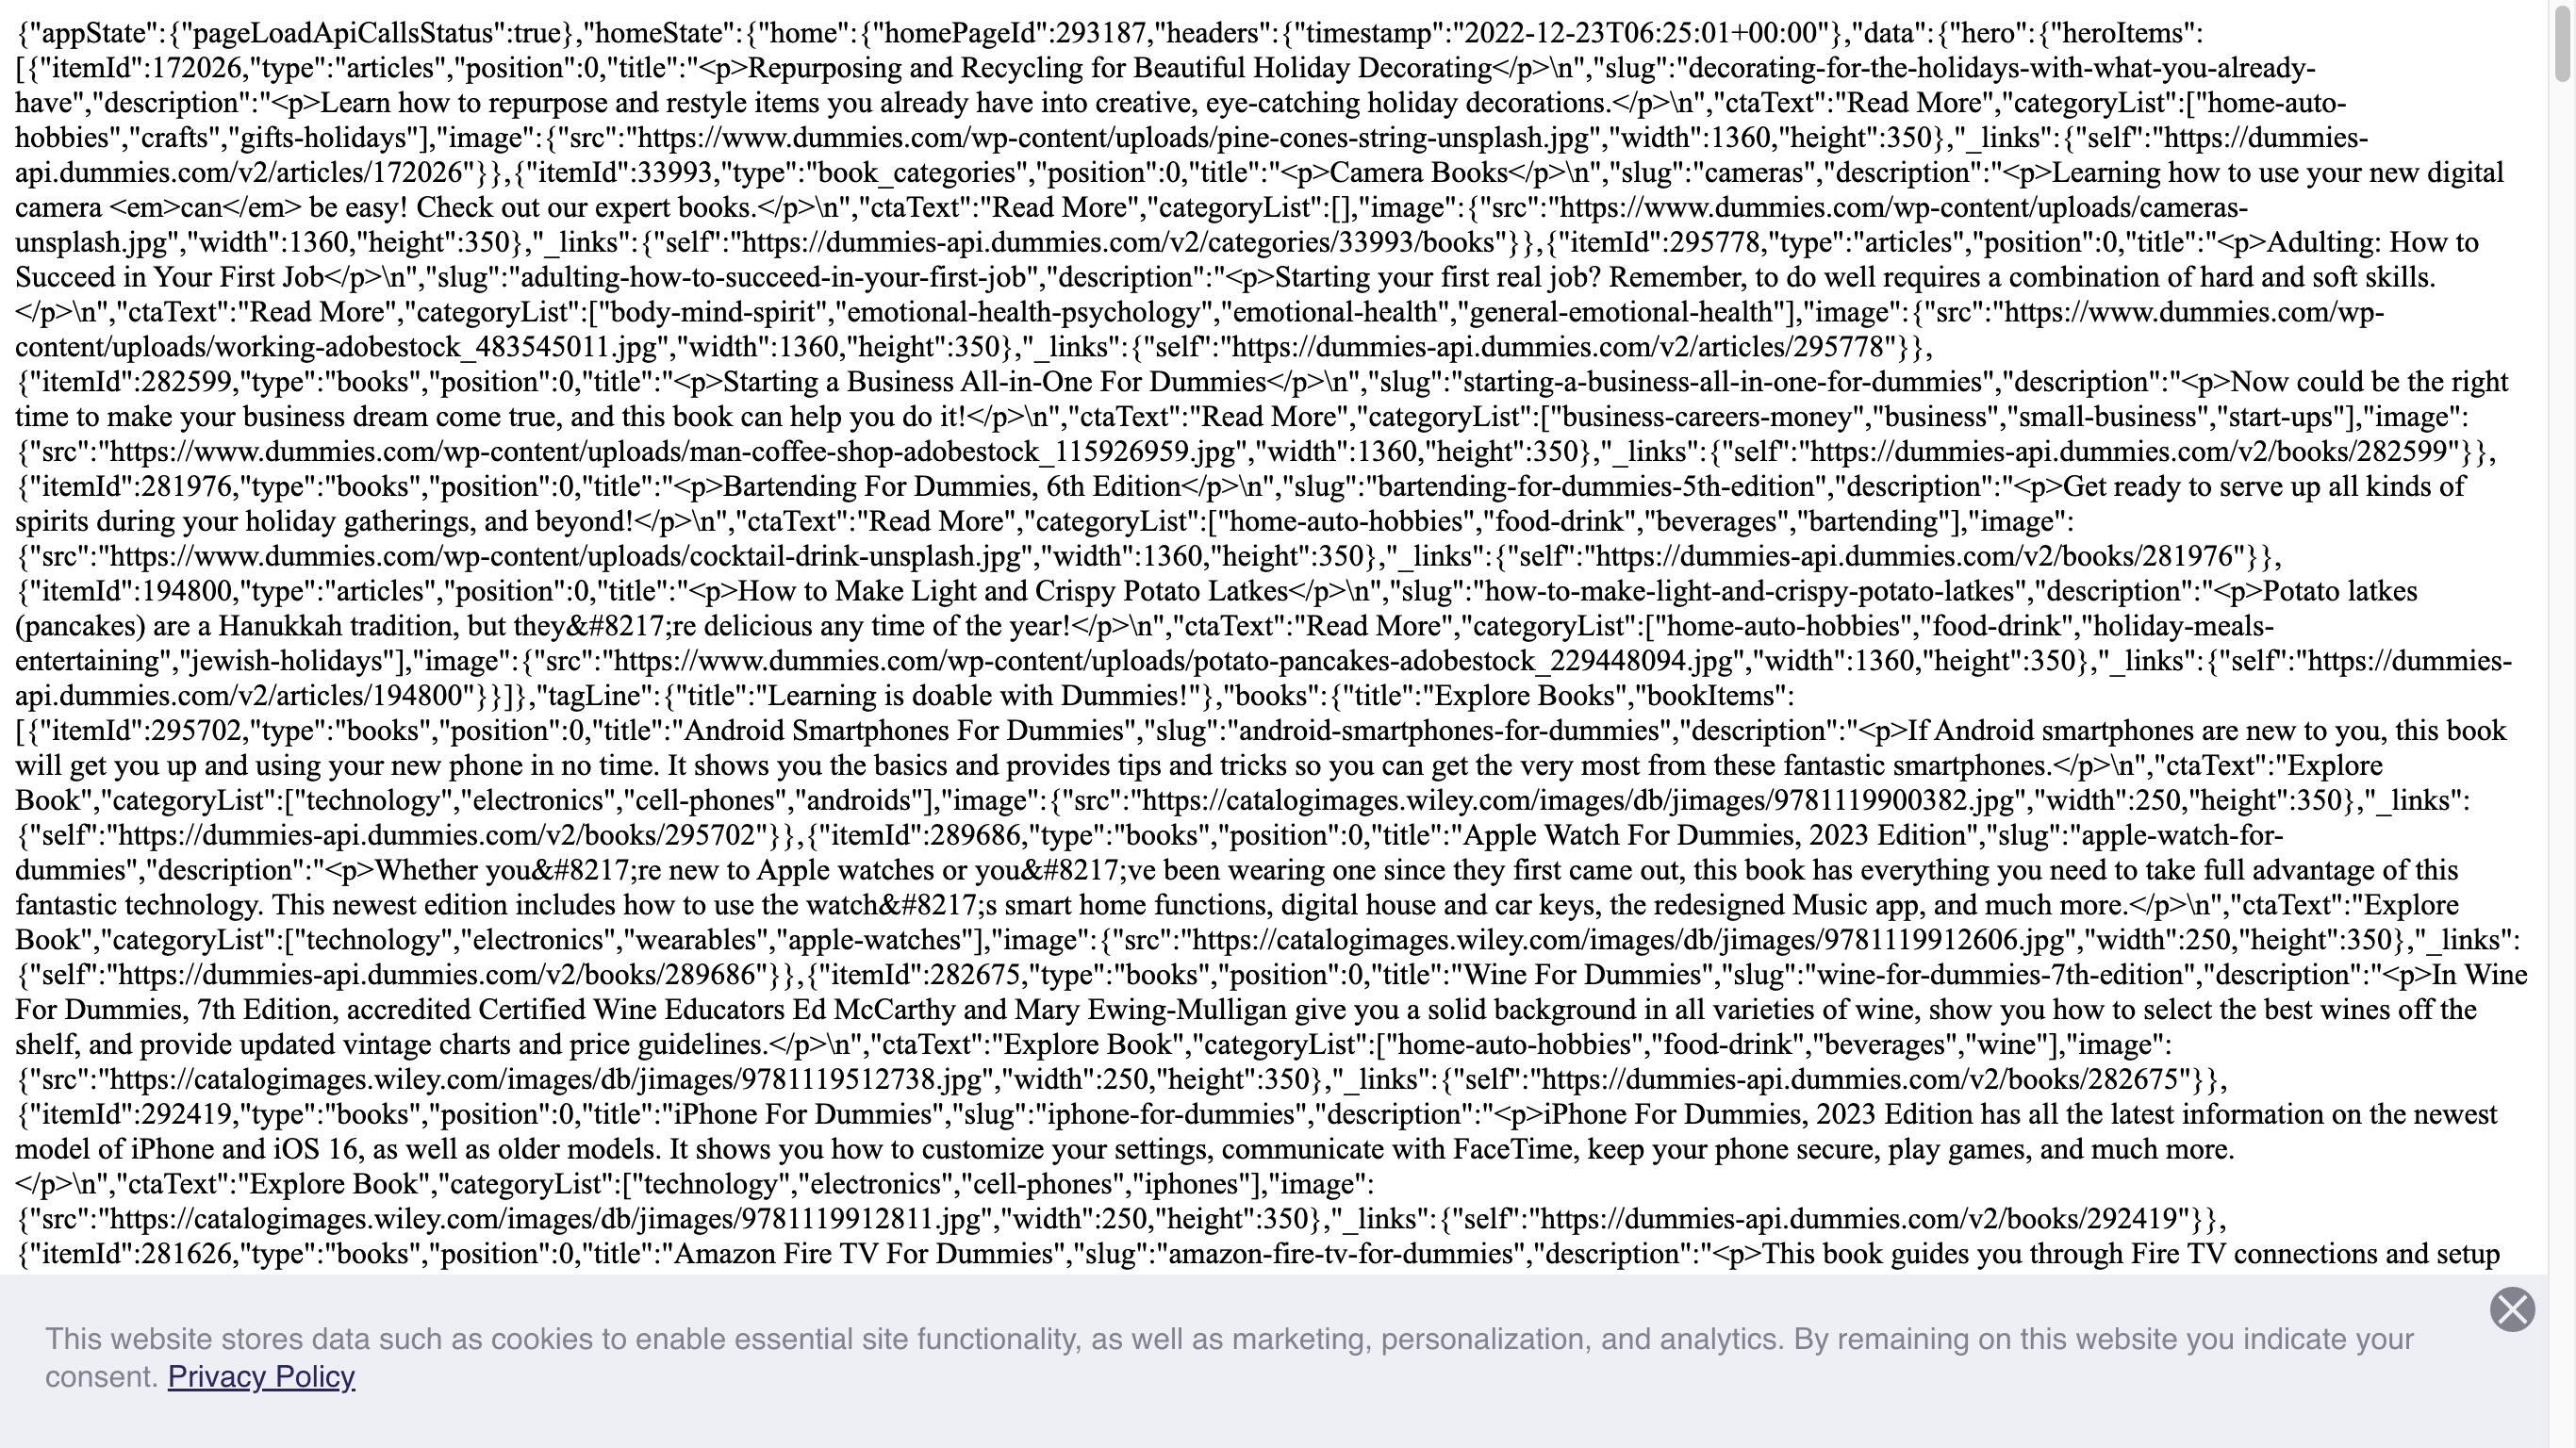 {"appState":{"pageLoadApiCallsStatus":true},"homeState":{"home":{"homePageId":293187,"headers":{"timestamp":"2022-12-23T06:25:01+00:00"},"data":{"hero":{"heroItems":
[{"itemId":172026,"type":"articles","position":0,"title":"<p>Repurposing and Recycling for Beautiful Holiday Decorating</p>\n","slug":"decorating-for-the-holidays-with-what-you-already-
have","description":"<p>Learn how to repurpose and restyle items you already have into creative, eye-catching holiday decorations.</p>\n","ctaText":"Read More","categoryList":["home-auto-
hobbies","crafts","gifts-holidays"],"image":{"src":"https://www.dummies.com/wp-content/uploads/pine-cones-string-unsplash.jpg","width":1360,"height":350},"_links":{"self":"https://dummies-
api.dummies.com/v2/articles/172026"}},{"itemId":33993,"type":"book_categories","position":0,"title":"<p>Camera Books</p>\n","slug":"cameras","description":"<p>Learning how to use your new digital
camera <em>can</em> be easy! Check out our expert books.</p>\n","ctaText":"Read More","categoryList":[],"image":{"src":"https://www.dummies.com/wp-content/uploads/cameras-
unsplash.jpg","width":1360,"height":350},"_links":{"self":"https://dummies-api.dummies.com/v2/categories/33993/books"}},{"itemId":295778,"type":"articles","position":0,"title":"<p>Adulting: How to
Succeed in Your First Job</p>\n","slug":"adulting-how-to-succeed-in-your-first-job","description":"<p>Starting your first real job? Remember, to do well requires a combination of hard and soft skills.
</p>\n","ctaText":"Read More","categoryList":["body-mind-spirit","emotional-health-psychology","emotional-health","general-emotional-health"],"image":{"src":"https://www.dummies.com/wp-
content/uploads/working-adobestock_483545011.jpg","width":1360,"height":350},"_links":{"self":"https://dummies-api.dummies.com/v2/articles/295778"}},
{"itemId":282599,"type":"books","position":0,"title":"<p>Starting a Business All-in-One For Dummies</p>\n","slug":"starting-a-business-all-in-one-for-dummies","description":"<p>Now could be the right
time to make your business dream come true, and this book can help you do it!</p>\n","ctaText":"Read More","categoryList":["business-careers-money","business","small-business","start-ups"],"image":
{"src":"https://www.dummies.com/wp-content/uploads/man-coffee-shop-adobestock_115926959.jpg","width":1360,"height":350},"_links":{"self":"https://dummies-api.dummies.com/v2/books/282599"}},
{"itemId":281976,"type":"books","position":0,"title":"<p>Bartending For Dummies, 6th Edition</p>\n","slug":"bartending-for-dummies-5th-edition","description":"<p>Get ready to serve up all kinds of
spirits during your holiday gatherings, and beyond!</p>\n","ctaText":"Read More","categoryList":["home-auto-hobbies","food-drink","beverages","bartending"],"image":
{"src":"https://www.dummies.com/wp-content/uploads/cocktail-drink-unsplash.jpg","width":1360,"height":350},"_links":{"self":"https://dummies-api.dummies.com/v2/books/281976"}},
{"itemId":194800,"type":"articles","position":0,"title":"<p>How to Make Light and Crispy Potato Latkes</p>\n","slug":"how-to-make-light-and-crispy-potato-latkes","description":"<p>Potato latkes
(pancakes) are a Hanukkah tradition, but they&#8217;re delicious any time of the year!</p>\n","ctaText":"Read More","categoryList":["home-auto-hobbies","food-drink","holiday-meals-
entertaining","jewish-holidays"],"image":{"src":"https://www.dummies.com/wp-content/uploads/potato-pancakes-adobestock_229448094.jpg","width":1360,"height":350},"_links":{"self":"https://dummies-
api.dummies.com/v2/articles/194800"}}]},"tagLine":{"title":"Learning is doable with Dummies!"},"books":{"title":"Explore Books","bookItems":
[{"itemId":295702,"type":"books","position":0,"title":"Android Smartphones For Dummies","slug":"android-smartphones-for-dummies","description":"<p>If Android smartphones are new to you, this book
will get you up and using your new phone in no time. It shows you the basics and provides tips and tricks so you can get the very most from these fantastic smartphones.</p>\n","ctaText":"Explore
Book","categoryList":["technology","electronics","cell-phones","androids"],"image":{"src":"https://catalogimages.wiley.com/images/db/jimages/9781119900382.jpg","width":250,"height":350},"_links":
{"self":"https://dummies-api.dummies.com/v2/books/295702"}},{"itemId":289686,"type":"books","position":0,"title":"Apple Watch For Dummies, 2023 Edition","slug":"apple-watch-for-
dummies","description":"<p>Whether you&#8217;re new to Apple watches or you&#8217;ve been wearing one since they first came out, this book has everything you need to take full advantage of this
fantastic technology. This newest edition includes how to use the watch&#8217;s smart home functions, digital house and car keys, the redesigned Music app, and much more.</p>\n","ctaText":"Explore
Book","categoryList":["technology","electronics","wearables","apple-watches"],"image":{"src":"https://catalogimages.wiley.com/images/db/jimages/9781119912606.jpg","width":250,"height":350},"_links":
{"self":"https://dummies-api.dummies.com/v2/books/289686"}},{"itemId":282675,"type":"books","position":0,"title":"Wine For Dummies","slug":"wine-for-dummies-7th-edition","description":"<p>In Wine
For Dummies, 7th Edition, accredited Certified Wine Educators Ed McCarthy and Mary Ewing-Mulligan give you a solid background in all varieties of wine, show you how to select the best wines off the
shelf, and provide updated vintage charts and price guidelines.</p>\n","ctaText":"Explore Book","categoryList":["home-auto-hobbies","food-drink","beverages","wine"],"image":
{"src":"https://catalogimages.wiley.com/images/db/jimages/9781119512738.jpg","width":250,"height":350},"_links":{"self":"https://dummies-api.dummies.com/v2/books/282675"}},
{"itemId":292419,"type":"books","position":0,"title":"iPhone For Dummies","slug":"iphone-for-dummies","description":"<p>iPhone For Dummies, 2023 Edition has all the latest information on the newest
model of iPhone and iOS 16, as well as older models. It shows you how to customize your settings, communicate with FaceTime, keep your phone secure, play games, and much more.
</p>\n","ctaText":"Explore Book","categoryList":["technology","electronics","cell-phones","iphones"],"image":
{"src":"https://catalogimages.wiley.com/images/db/jimages/9781119912811.jpg","width":250,"height":350},"_links":{"self":"https://dummies-api.dummies.com/v2/books/292419"}},
{"itemId":281626,"type":"books","position":0,"title":"Amazon Fire TV For Dummies","slug":"amazon-fire-tv-for-dummies","description":"<p>This book guides you through Fire TV connections and setup
This website stores data such as cookies to enable essential site functionality, as well as marketing, personalization, and analytics. By remaining on this website you indicate your
consent. Privacy Policy